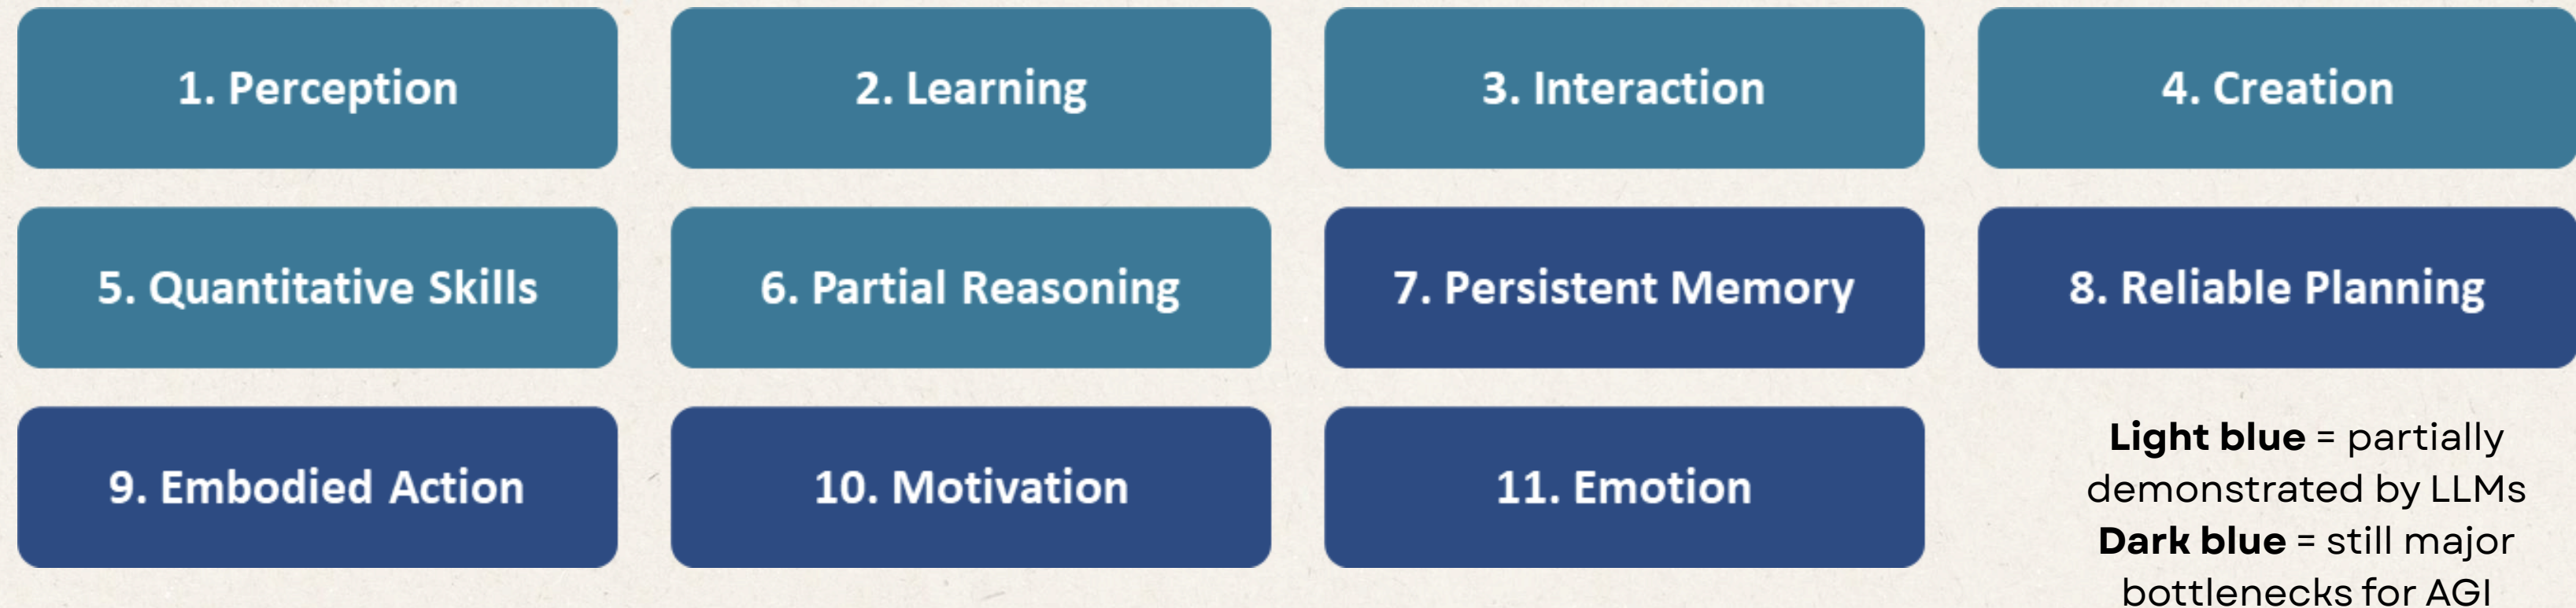 1. Perception
2. Learning
3. Interaction
4. Creation
5. Quantitative Skills
6. Partial Reasoning
7. Persistent Memory
8. Reliable Planning
9. Embodied Action
10. Motivation
11. Emotion
Light blue = partially
demonstrated by LLMs
Dark blue = still major
bottlenecks for AGI